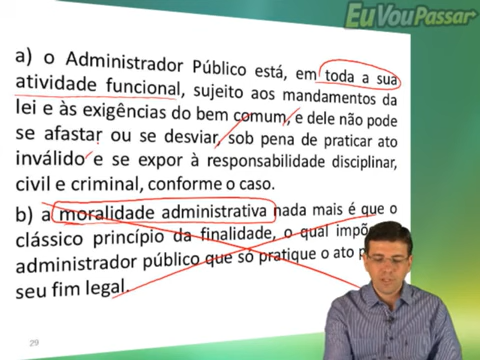 EuVouPassar
a) o Administrador Público está, em toda a sua
atividade funcional, sujeito aos mandamentos da
lei e às exigências do bem comum, e dele não pode
se afastar ou se desviar, sob pena de praticar ato
inválido e se expor à responsabilidade disciplinar,
civil e criminal, conforme o caso.
b) a moralidade administrativa nada mais é que o
clássico princípio da finalidade, o qual impõe
administrador público que só pratique o ato p
seu fim legal.
29